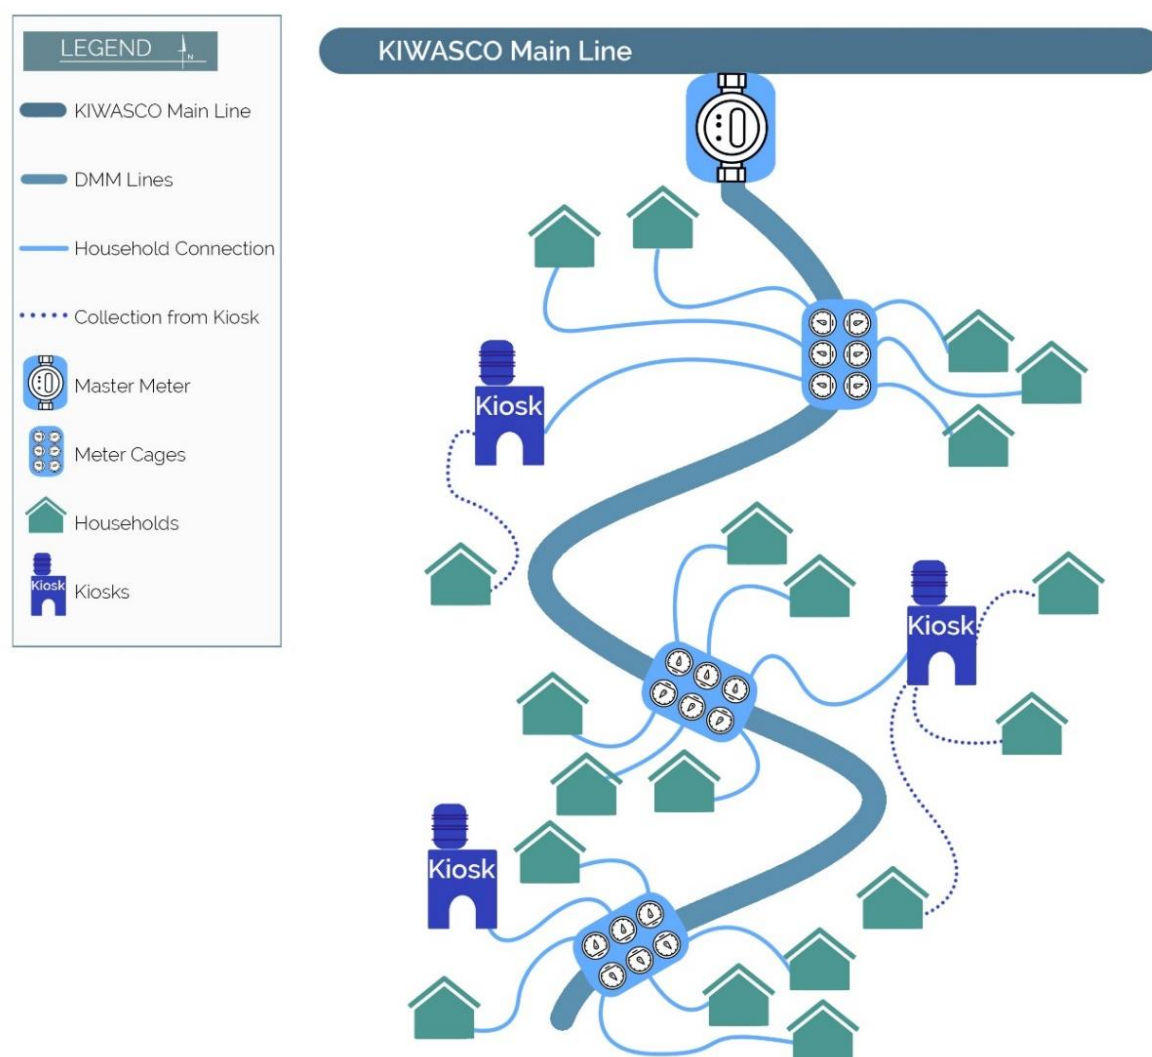 LEGEND
N
KIWASCO Main Line
DMM Lines
Household Connection
Collection from Kiosk
Master Meter
Meter Cages
Households
Kiosk
Kiosks
KIWASCO Main Line
Kiosk
Kiosk
Kiosk